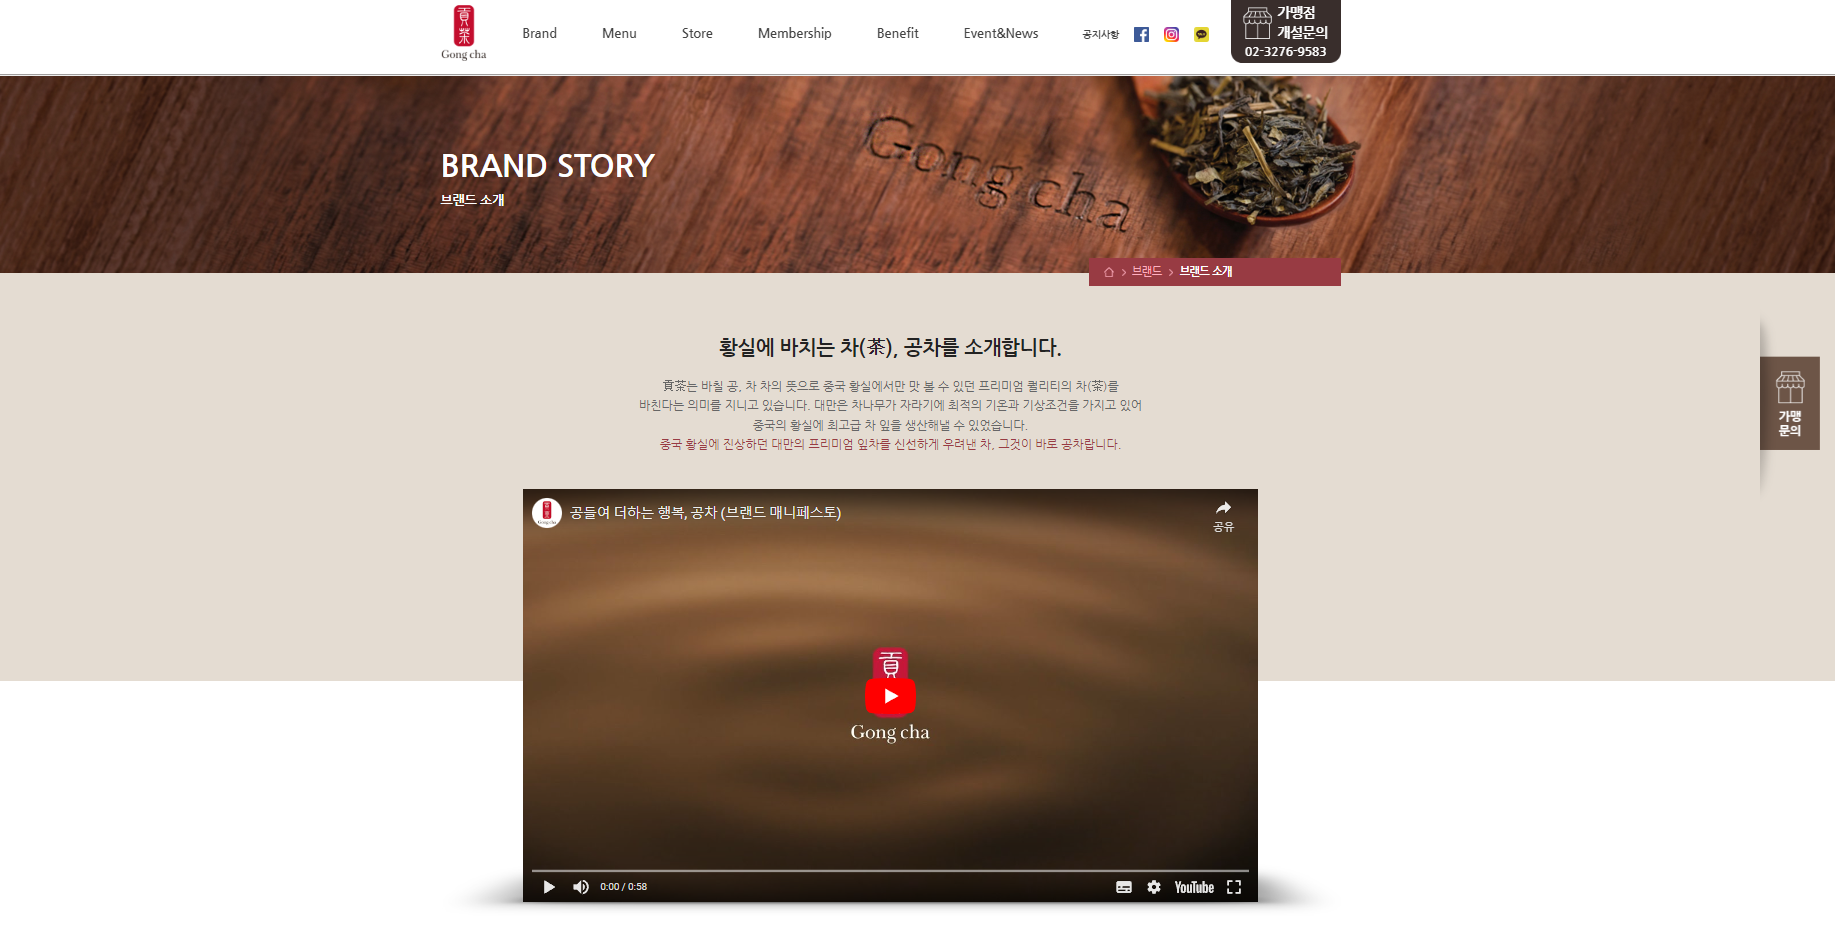 貢茶
Gong cha
Brand
Menu
Store
Membership
Benefit
Event&News
공지사항
가맹점
개설문의
02-3276-9583
Gong cha
BRAND STORY
브랜드 소개
브랜드
브랜드 소개
황실에 바치는 차(茶), 공차를 소개합니다.
貢茶는 바칠 공, 차 차의 뜻으로 중국 황실에서만 맛 볼 수 있던 프리미엄 퀄리티의 차(茶)를
바친다는 의미를 지니고 있습니다. 대만은 차나무가 자라기에 최적의 기온과 기상조건을 가지고 있어
중국의 황실에 최고급 차 잎을 생산해낼 수 있었습니다.
중국 황실에 진상하던 대만의 프리미엄 잎차를 신선하게 우려낸 차, 그것이 바로 공차랍니다.
가맹
문의
Gong cha
공들여 더하는 행복, 공차 (브랜드 매니페스토)
공유
貢
Gong cha
0:00 / 0:58
YouTube